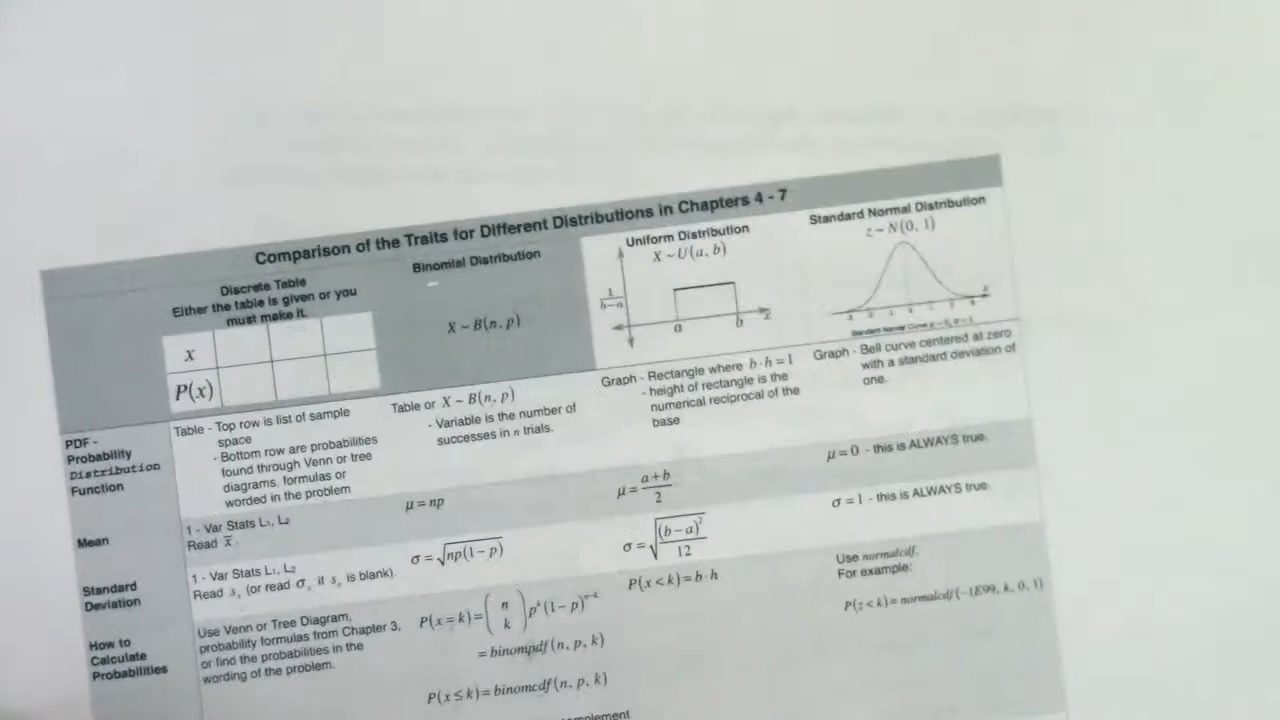 Comparison of the Traits for Different Distributions in Chapters 4 - 7
Discrete Table
Either the table is given or you
must make it.
x
P(x)
Binomial Distribution
X ~ B(n, p)
Uniform Distribution
X ~ U(a, b)
1
b-a
a
b
x
Standard Normal Distribution
z ~ N(0, 1)
PDF -
Probability
Distribution
Function
Table - Top row is list of sample
space
- Bottom row are probabilities
found through Venn or tree
diagrams, formulas or
worded in the problem
Table or X ~ B(n, p)
- Variable is the number of
successes in n trials.
Graph - Rectangle where b · h = 1
- height of rectangle is the
numerical reciprocal of the
base
Graph - Bell curve centered at zero
with a standard deviation of
one.
Mean
1 - Var Stats L₁, L₂
Read x̄.
μ = np
μ = (a+b)/2
μ = 0 - this is ALWAYS true.
Standard
Deviation
1 - Var Stats L₁, L₂
Read sₓ (or read σₓ if sₓ is blank).
σ = √np(1 - p)
σ = √(b - a)²/12
σ = 1 - this is ALWAYS true.
How to
Calculate
Probabilities
Use Venn or Tree Diagram,
probability formulas from Chapter 3,
or find the probabilities in the
wording of the problem.
P(x = k) = (n k) pᵏ(1 - p)ⁿ⁻ᵏ
= binompdf(n, p, k)
P(x ≤ k) = binomcdf(n, p, k)
P(x < k) = b · h
Use normalcdf.
For example:
P(z < k) = normalcdf(-1E99, k, 0, 1)